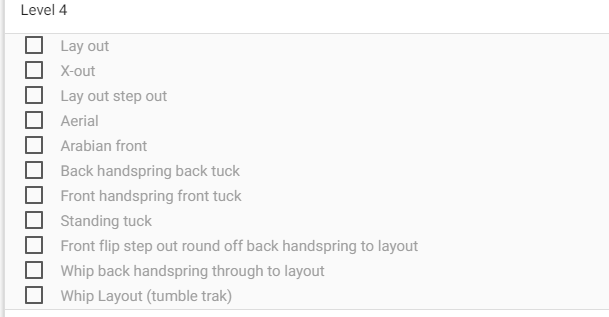 Level 4
Lay out
X-out
Lay out step out
Aerial
Arabian front
Back handspring back tuck
Front handspring front tuck
Standing tuck
Front flip step out round off back handspring to layout
Whip back handspring through to layout
Whip Layout (tumble trak)